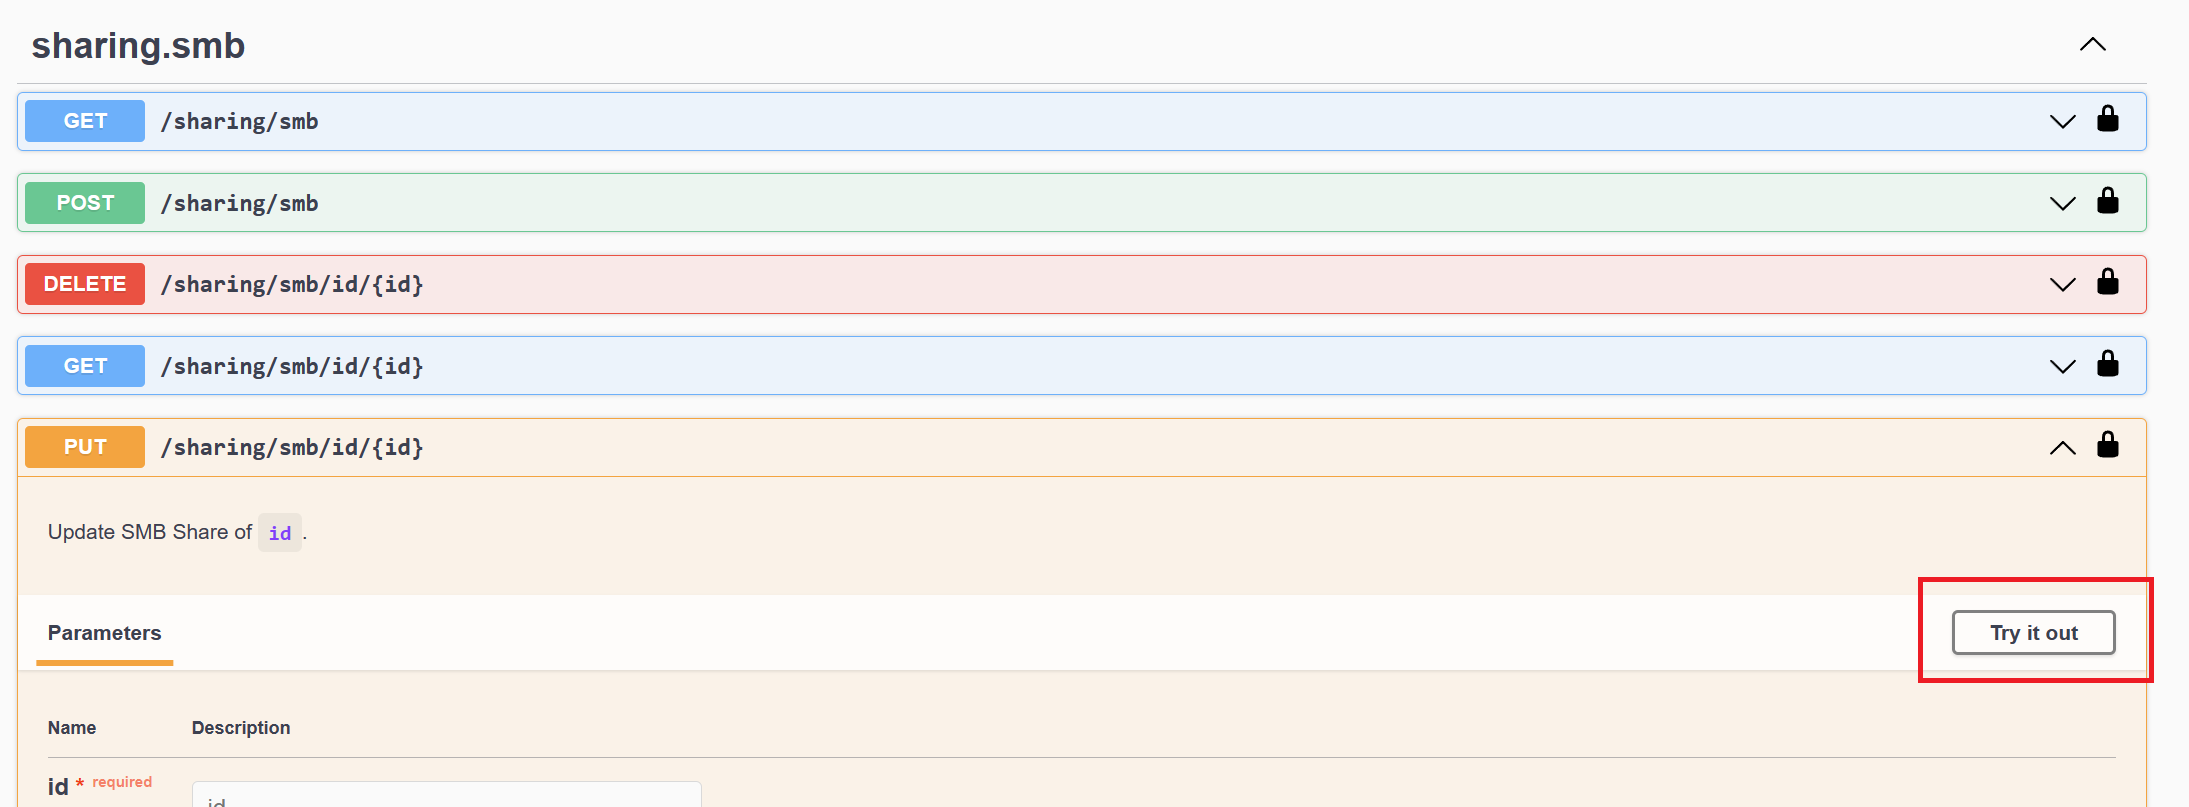 sharing.smb
GET /sharing/smb
POST /sharing/smb
DELETE /sharing/smb/id/{id}
GET /sharing/smb/id/{id}
PUT /sharing/smb/id/{id}
Update SMB Share of id.
Parameters Try it out
Name Description
id * required
id